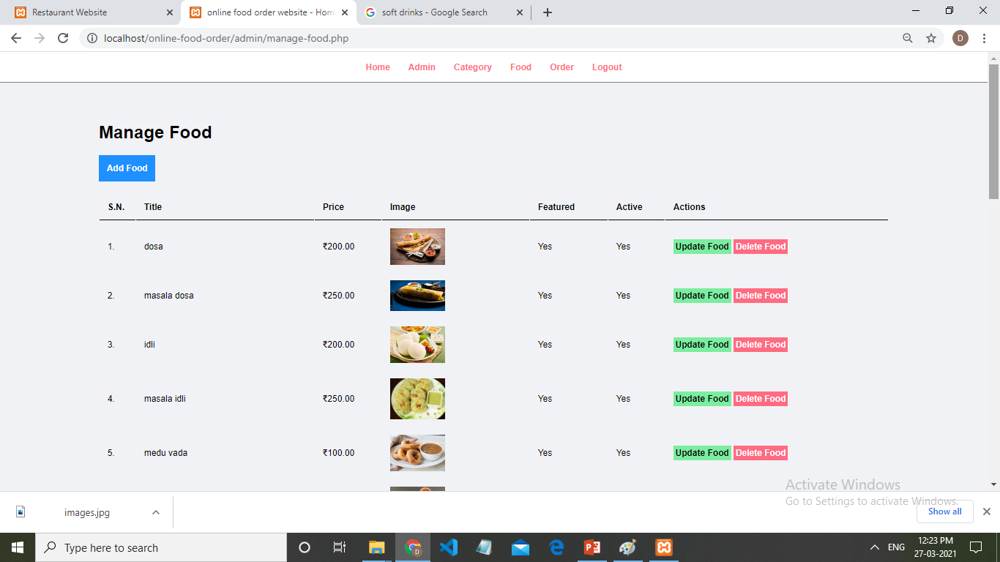 Restaurant Website
online food order website - Hom
soft drinks - Google Search
localhost/online-food-order/admin/manage-food.php
D
Home Admin Category Food Order Logout
Manage Food
Add Food
S.N. Title Price Image Featured Active Actions
1. dosa ₹200.00 Yes Yes Update Food Delete Food
2. masala dosa ₹250.00 Yes Yes Update Food Delete Food
3. idli ₹200.00 Yes Yes Update Food Delete Food
4. masala idli ₹250.00 Yes Yes Update Food Delete Food
5. medu vada ₹100.00 Yes Yes Update Food Delete Food
Activate Windows
Go to Settings to activate Windows.
images.jpg
Show all
Type here to search
D
ENG
12:23 PM
27-03-2021